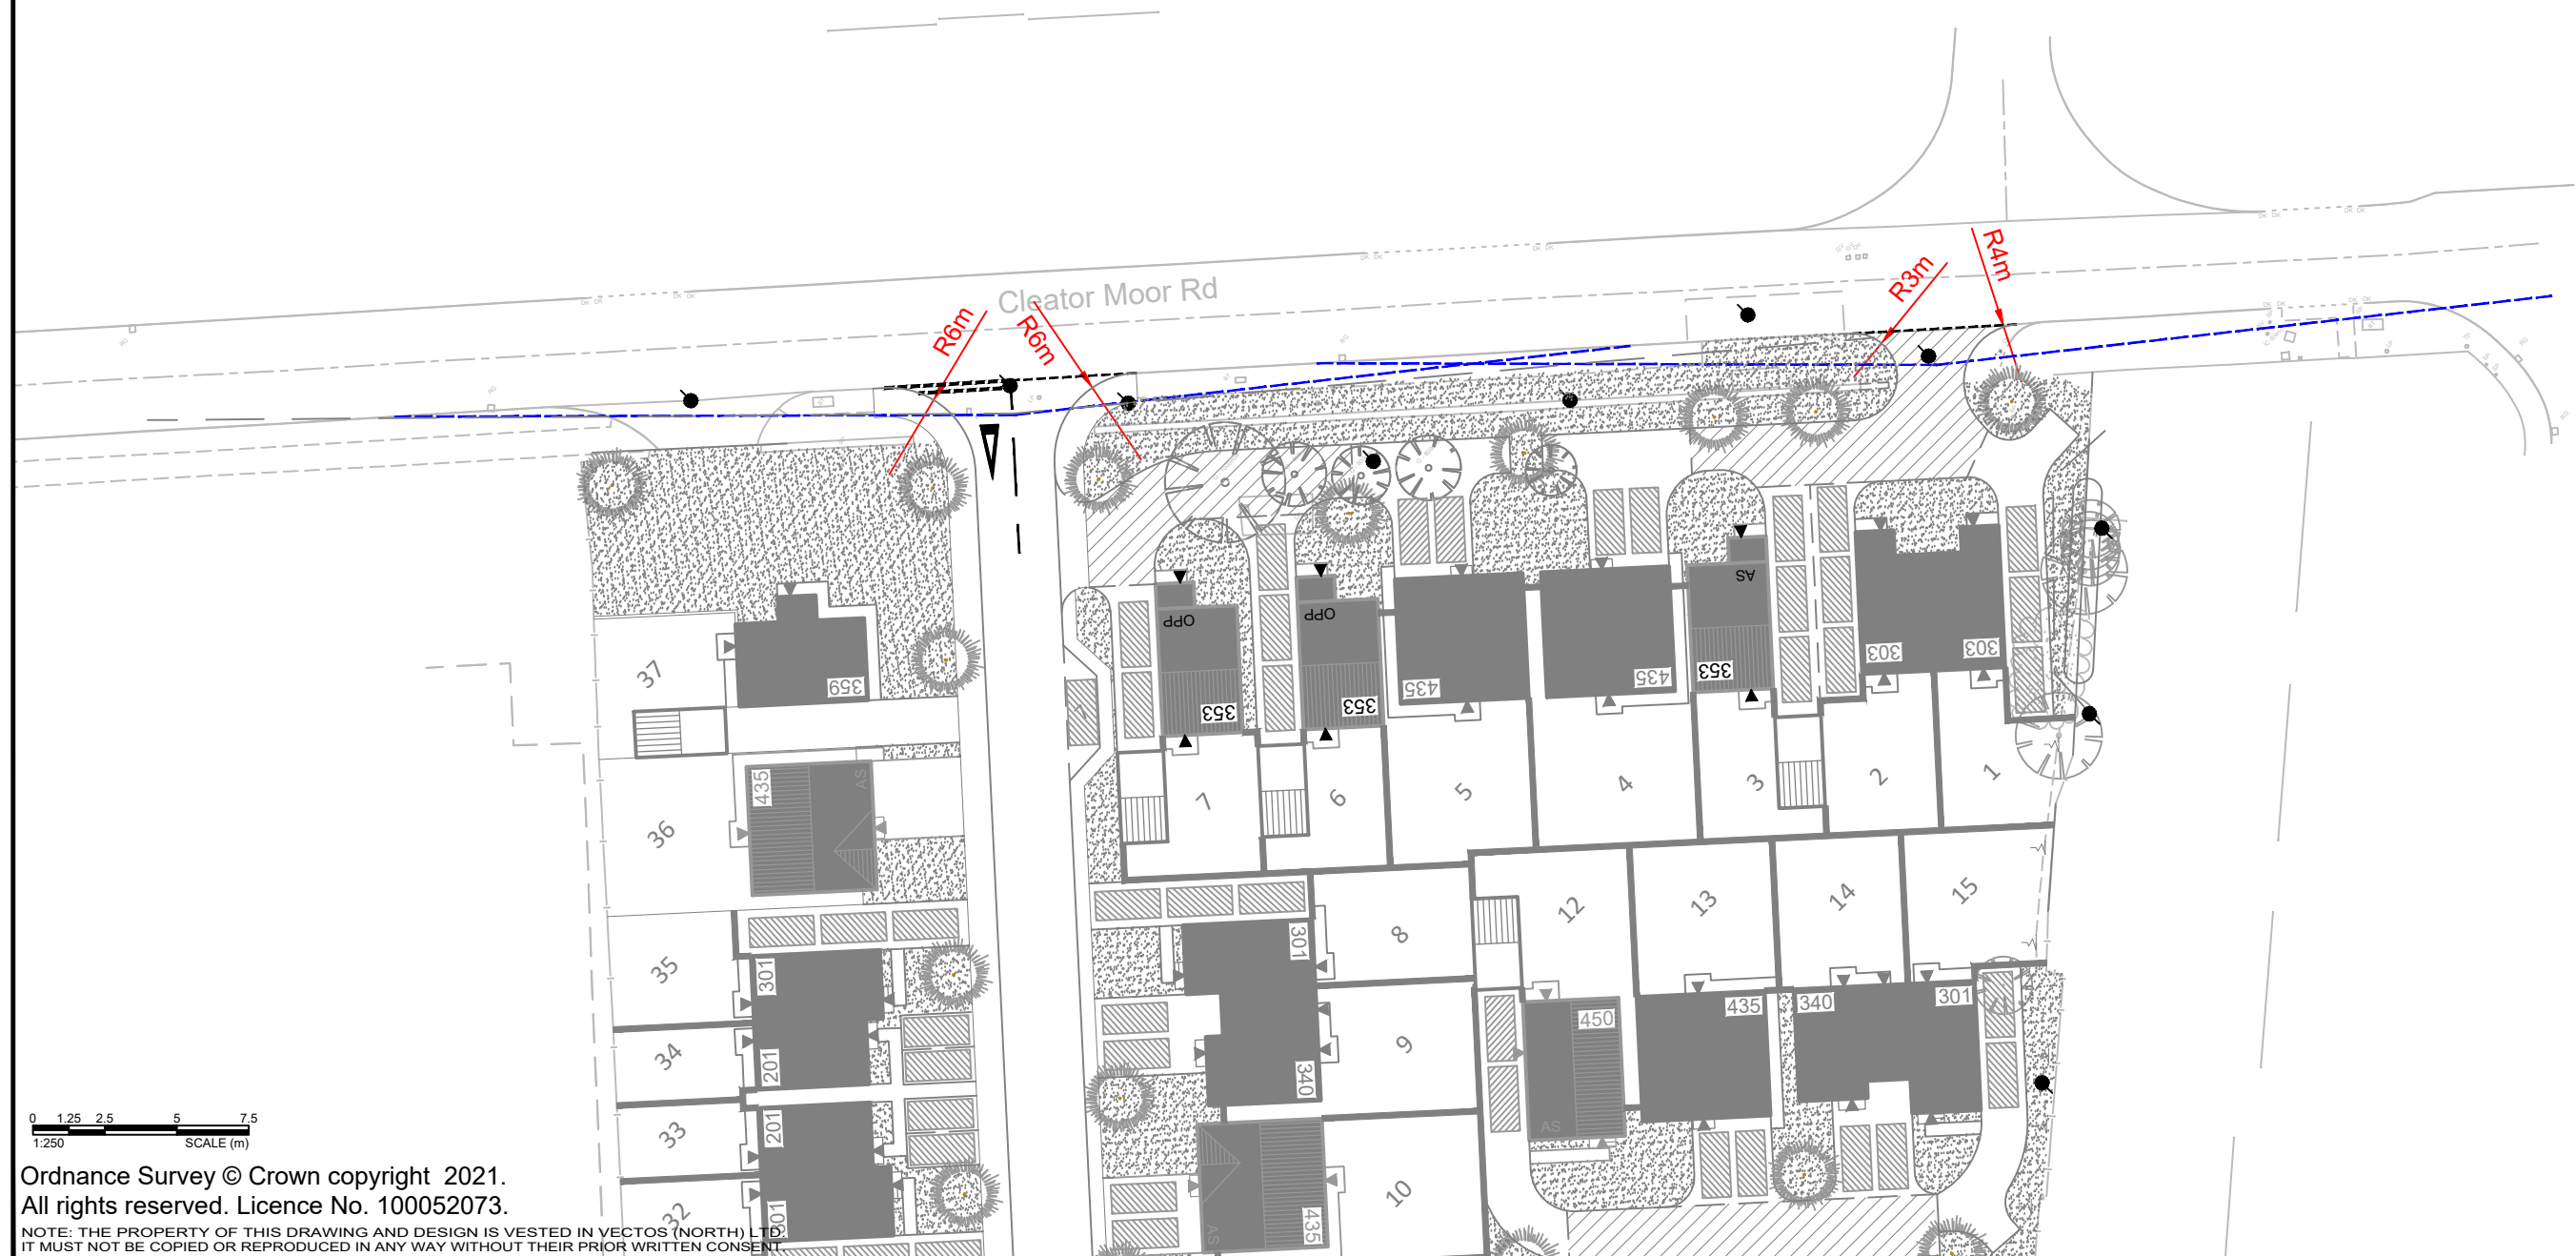 Cleator Moor Rd
R6m
R6m
R3m
R4m
OPP
OPP
AS
353
353
435
435
353
303
303
359
37
36
435
AS
7
6
5
4
3
2
1
35
301
34
201
33
201
32
301
301
8
340
9
AS
435
10
12
13
14
15
450
AS
435
340
301
0 1.25 2.5 5 7.5
1:250 SCALE (m)
Ordnance Survey © Crown copyright 2021.
All rights reserved. Licence No. 100052073.
NOTE: THE PROPERTY OF THIS DRAWING AND DESIGN IS VESTED IN VECTOS (NORTH) LTD.
IT MUST NOT BE COPIED OR REPRODUCED IN ANY WAY WITHOUT THEIR PRIOR WRITTEN CONSENT.